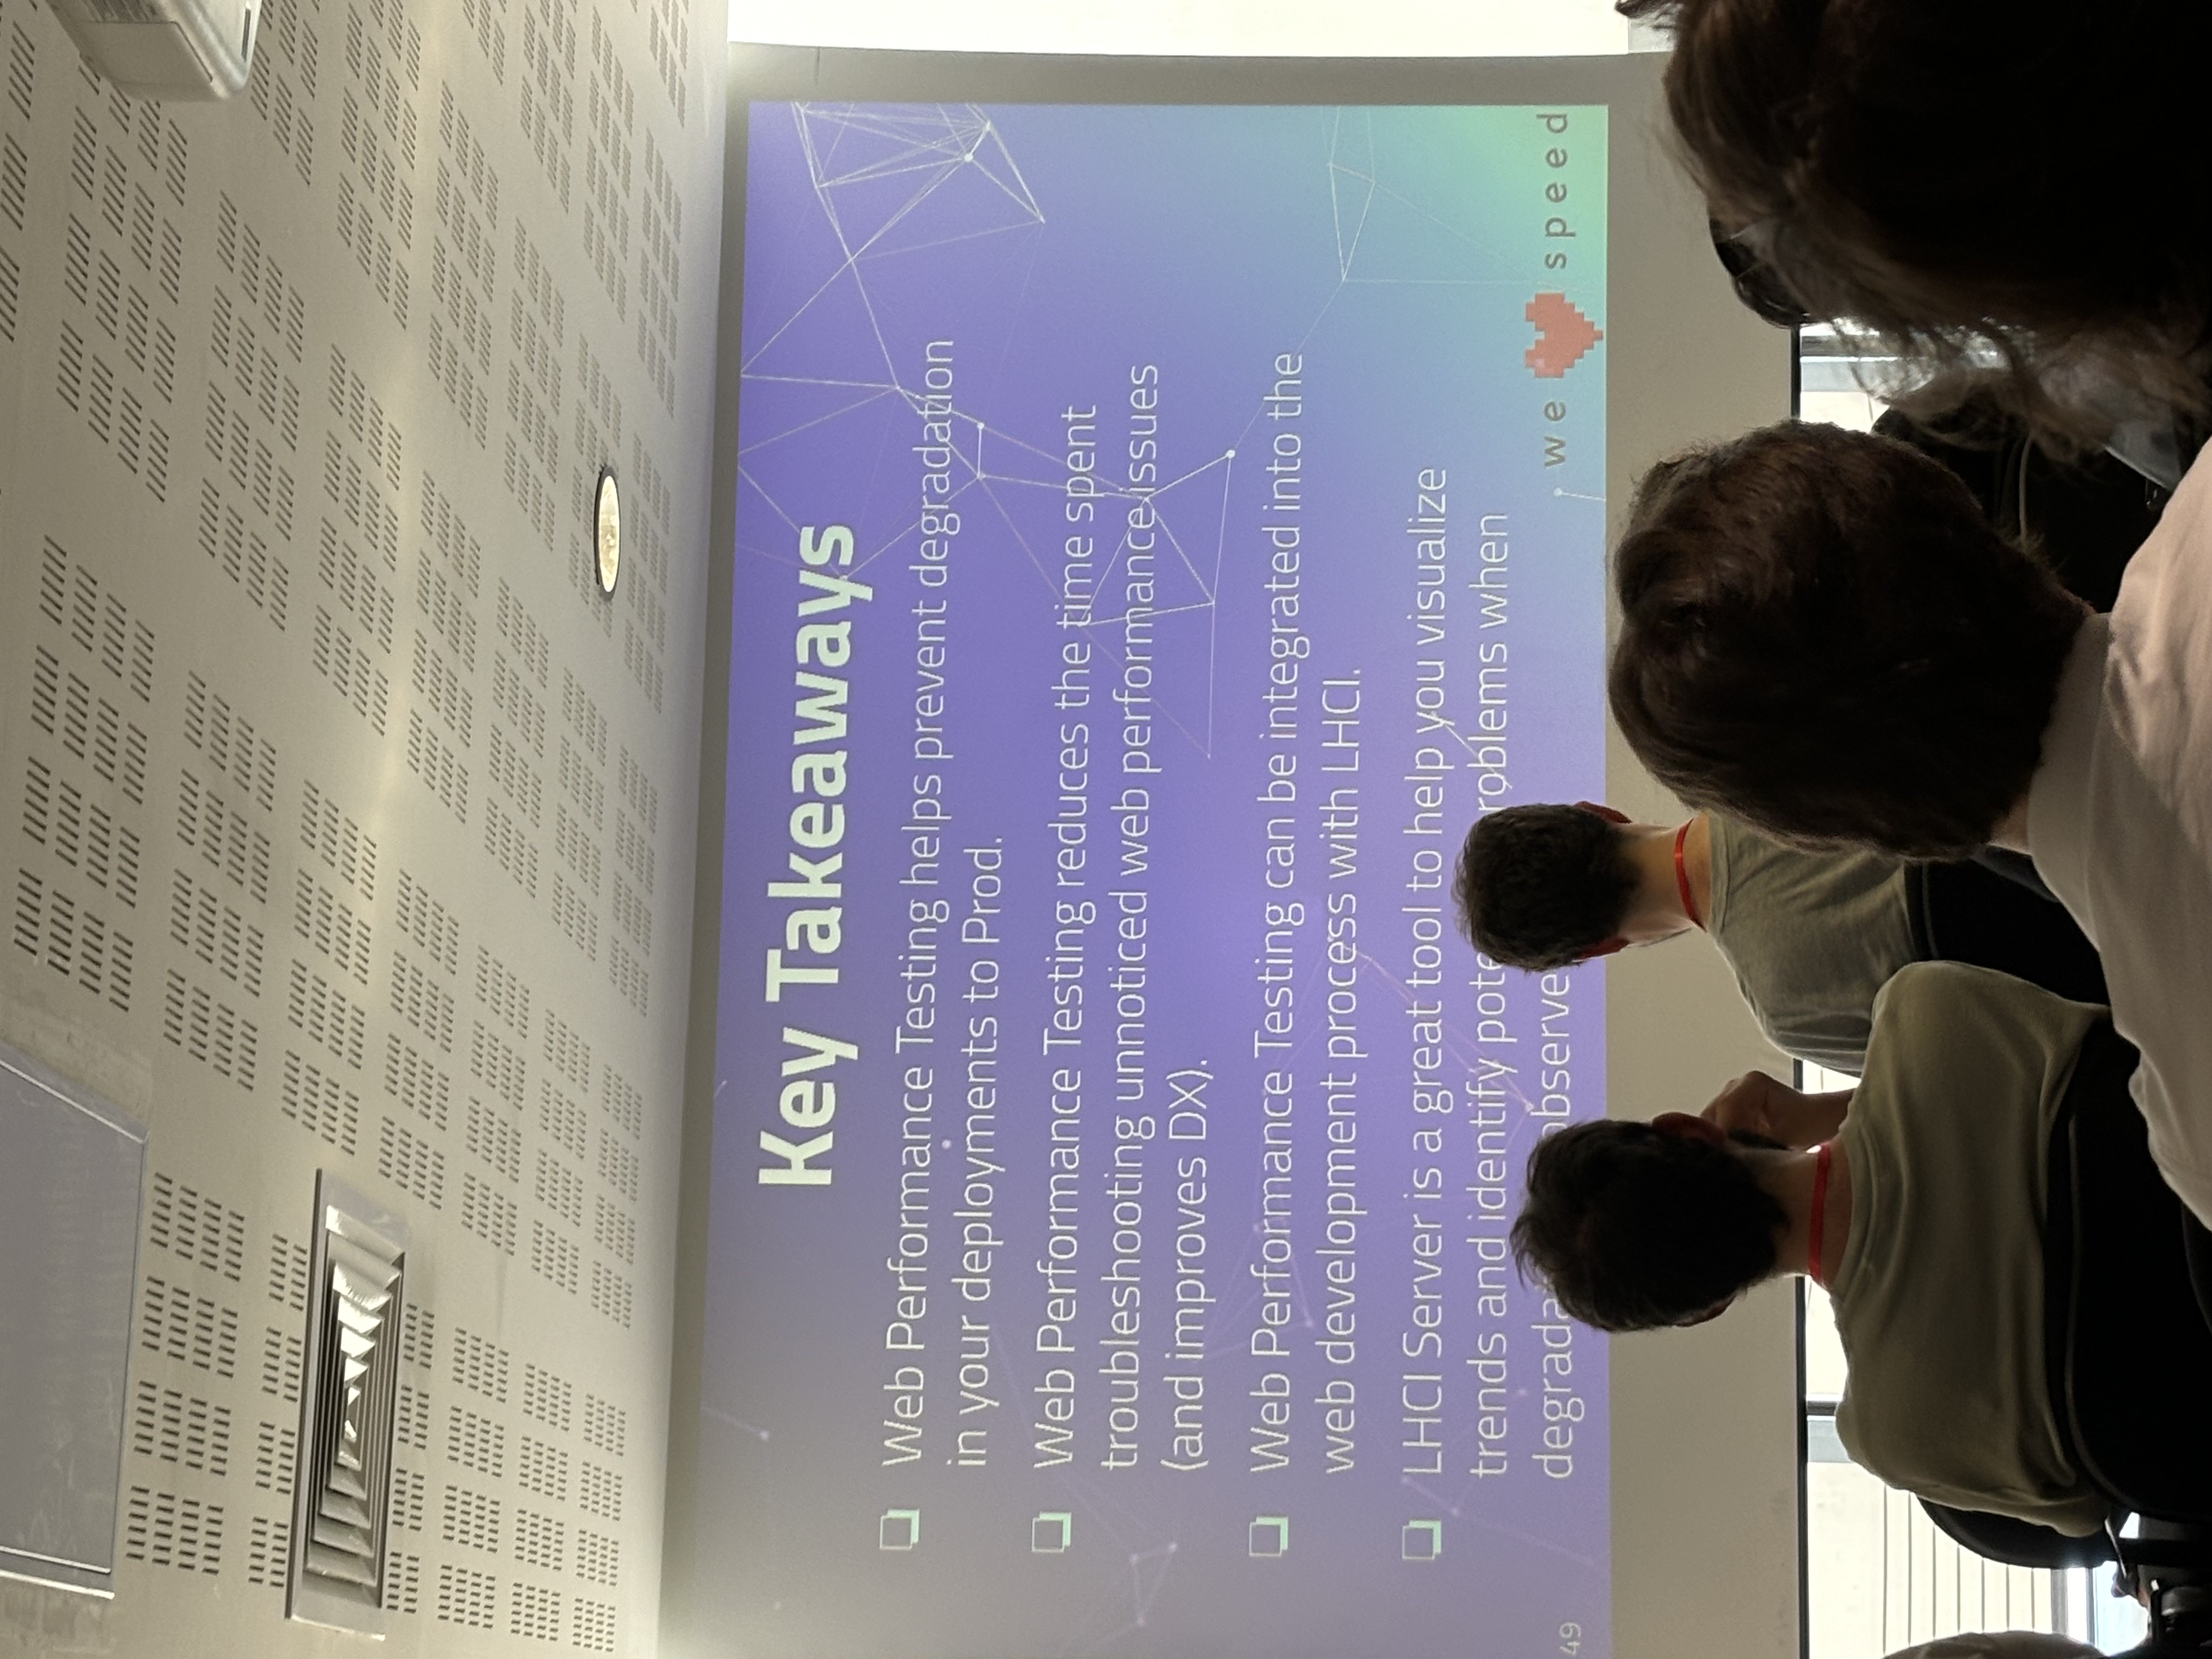 Key Takeaways
Web Performance Testing helps prevent degradation
in your deployments to Prod.
Web Performance Testing reduces the time spent
troubleshooting unnoticed web performance issues
(and improves DX).
Web Performance Testing can be integrated into the
web development process with LHCI.
LHCI Server is a great tool to help you visualize
trends and identify when
49
we speed